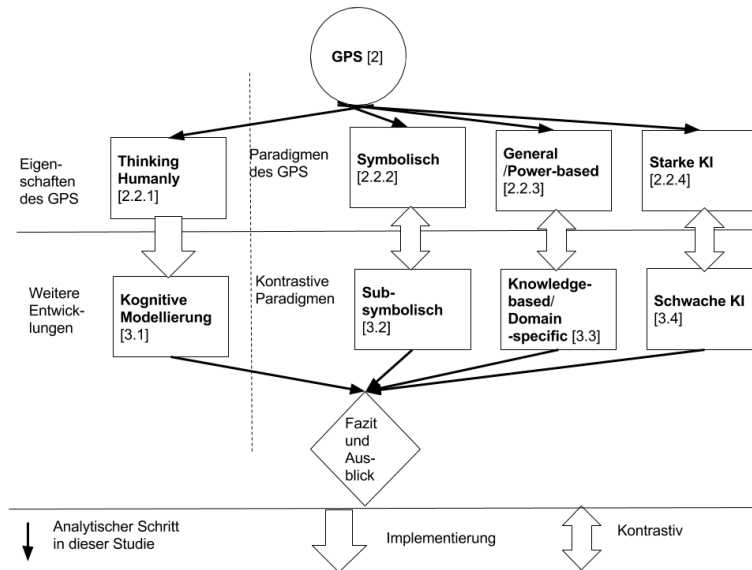 GPS [2]
Eigen-
schaften
des GPS
Thinking
Humanly
[2.2.1]
Paradigmen
des GPS
Symbolisch
[2.2.2]
General
/Power-based
[2.2.3]
Starke KI
[2.2.4]
Weitere
Entwick-
lungen
Kognitive
Modellierung
[3.1]
Kontrastive
Paradigmen
Sub-
symbolisch
[3.2]
Knowledge-
based/
Domain
-specific [3.3]
Schwache KI
[3.4]
Fazit
und
Aus-
blick
Analytischer Schritt
in dieser Studie
Implementierung
Kontrastiv